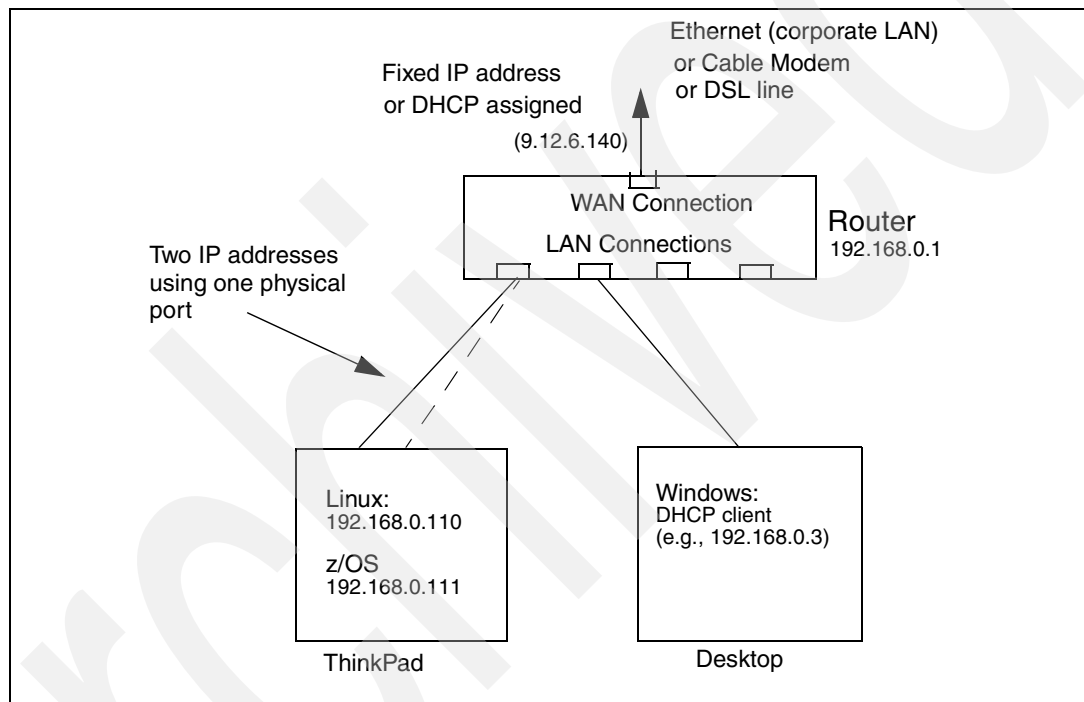 Ethernet (corporate LAN)
or Cable Modem
or DSL line
Fixed IP address
or DHCP assigned
(9.12.6.140)
WAN Connection
LAN Connections
Router
192.168.0.1
Two IP addresses
using one physical
port
Linux:
192.168.0.110
z/OS
192.168.0.111
ThinkPad
Windows:
DHCP client
(e.g., 192.168.0.3)
Desktop